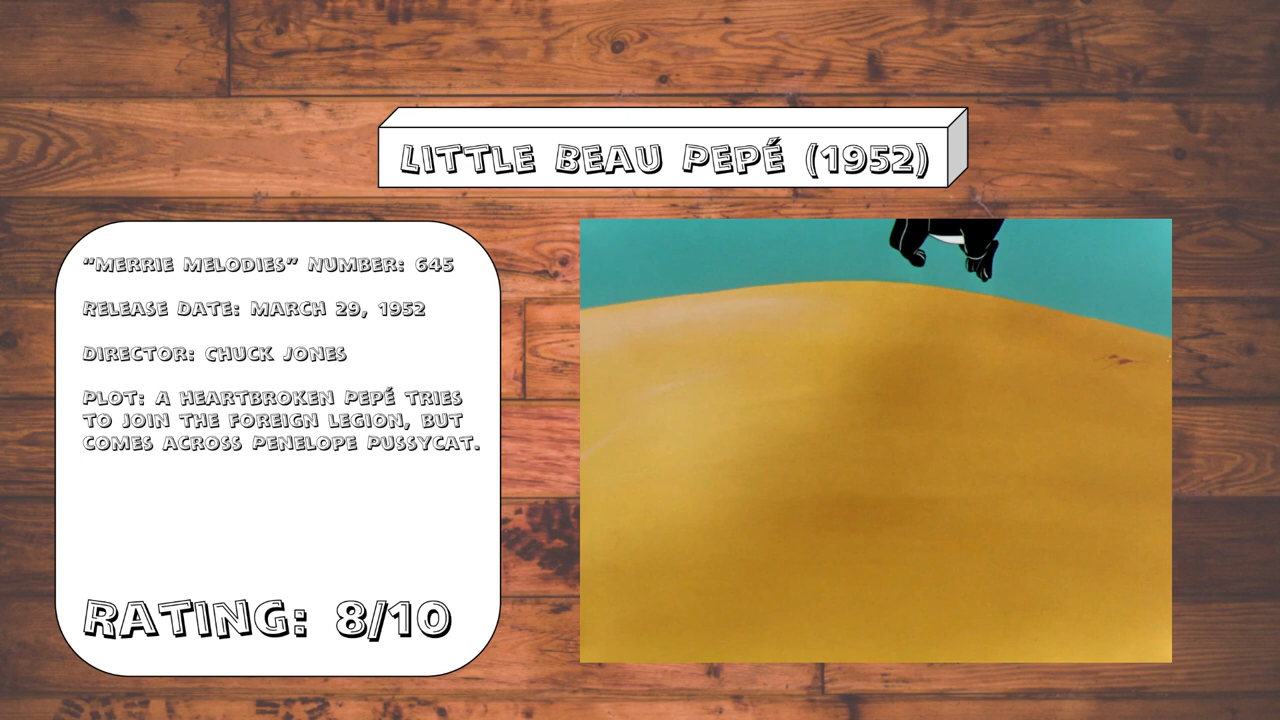 LITTLE BEAU PEPÉ (1952)
"MERRIE MELODIES" NUMBER: 645
RELEASE DATE: MARCH 29, 1952
DIRECTOR: CHUCK JONES
PLOT: A HEARTBROKEN PEPÉ TRIES
TO JOIN THE FOREIGN LEGION, BUT
COMES ACROSS PENELOPE PUSSYCAT.
RATING: 8/10